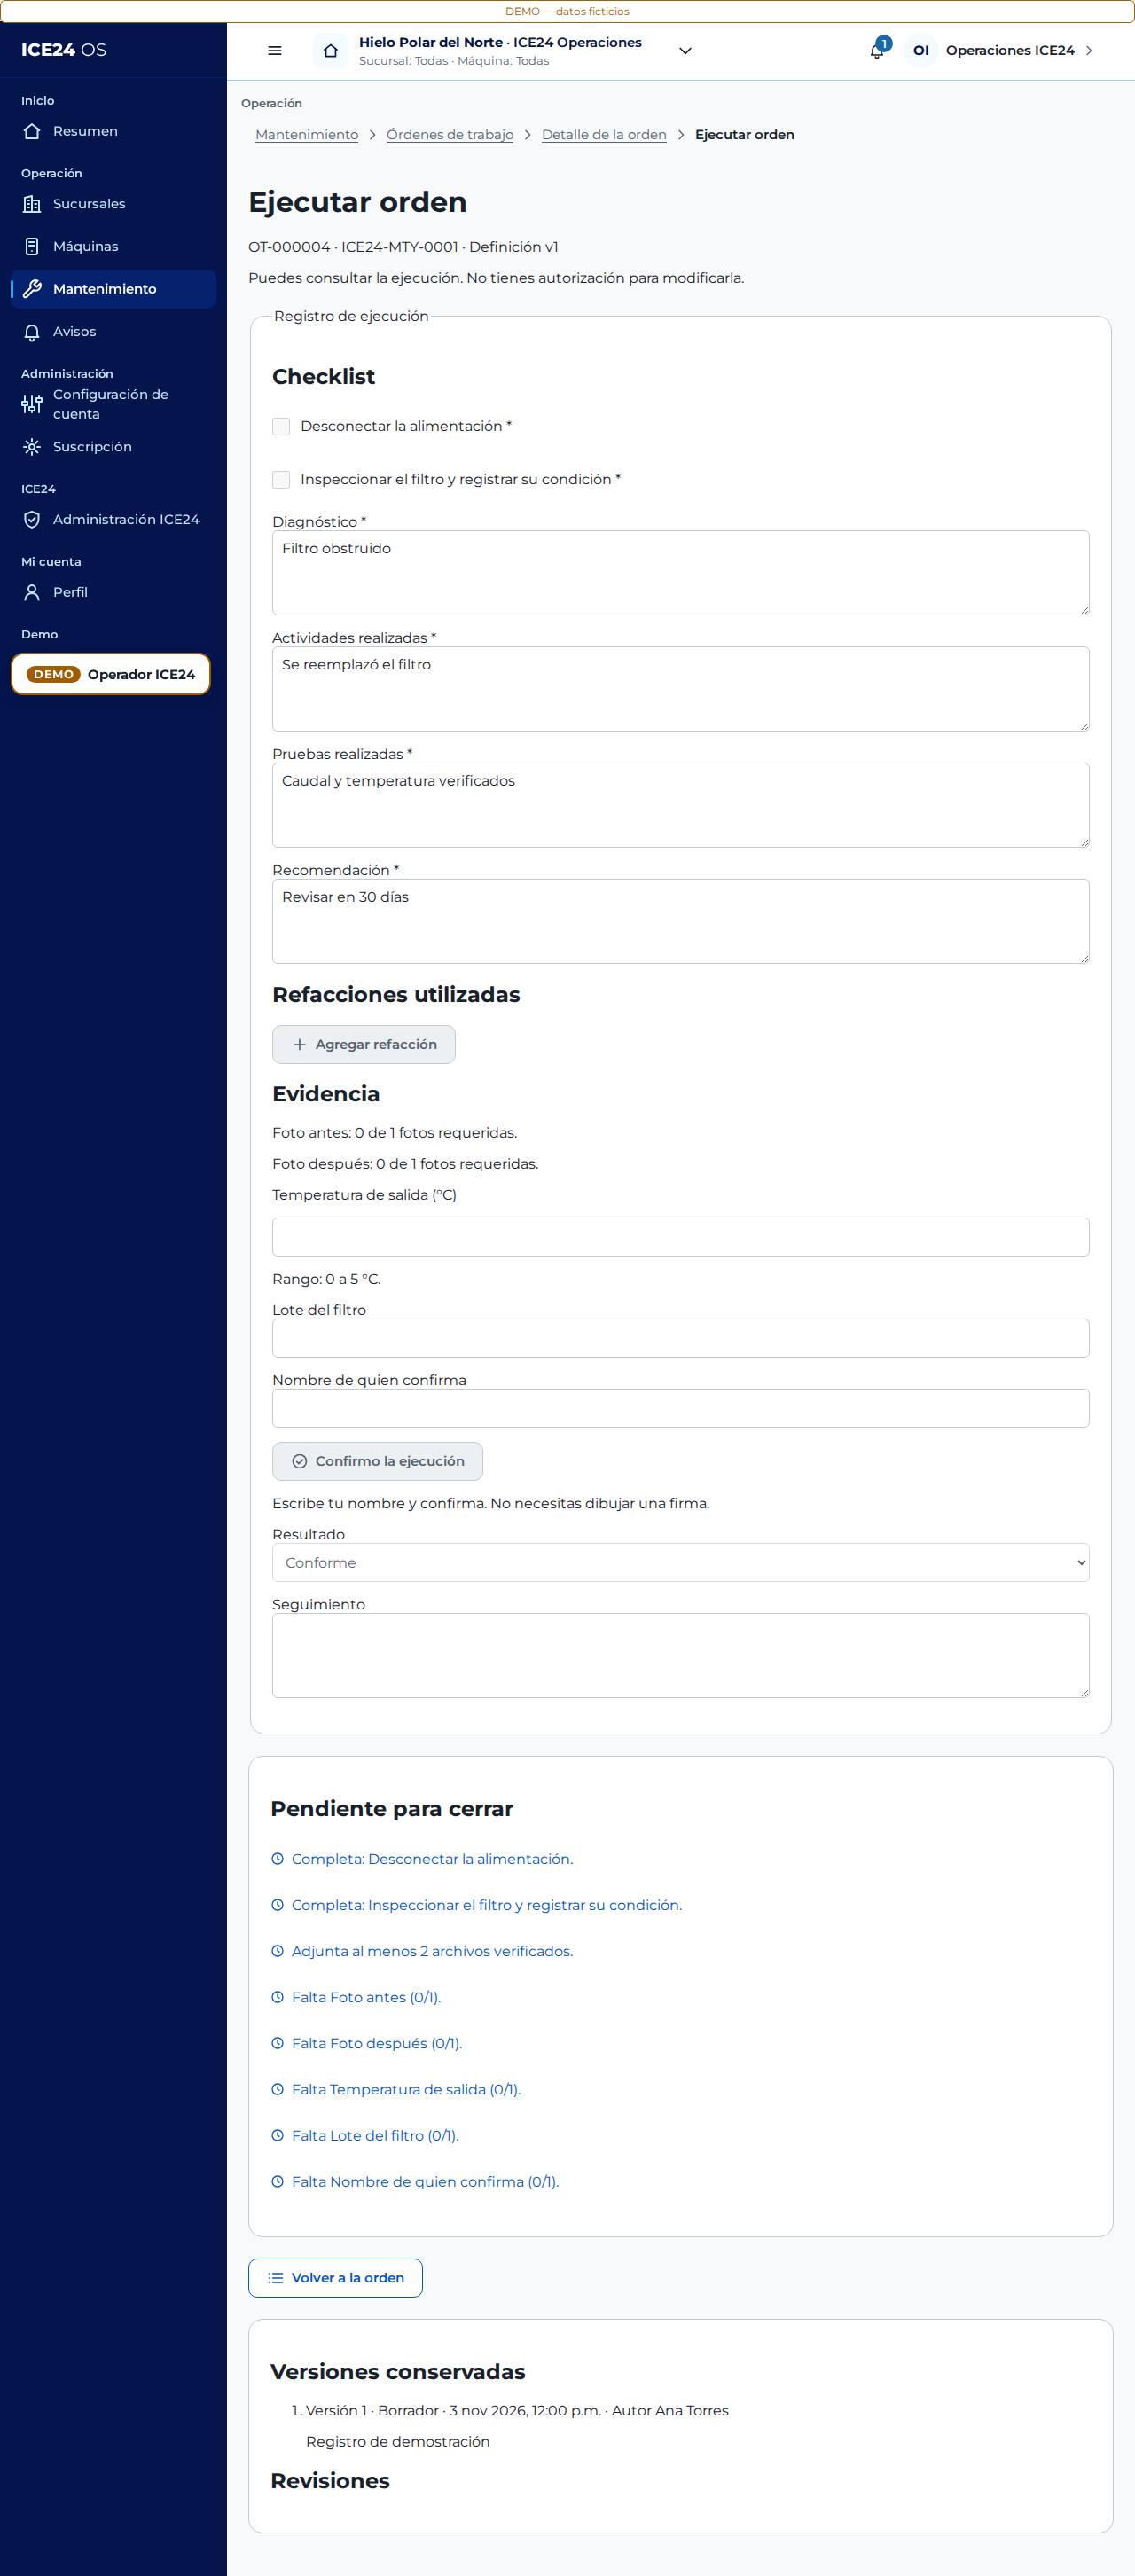 DEMO — datos ficticios
ICE24 OS
Inicio
Resumen
Operación
Sucursales
Máquinas
Mantenimiento
Avisos
Administración
Configuración de
cuenta
Suscripción
ICE24
Administración ICE24
Mi cuenta
Perfil
Demo
DEMO Operador ICE24
Hielo Polar del Norte · ICE24 Operaciones
Sucursal: Todas · Máquina: Todas
1
OI
Operaciones ICE24
Operación
Mantenimiento
Órdenes de trabajo
Detalle de la orden
Ejecutar orden
Ejecutar orden
OT-000004 · ICE24-MTY-0001 · Definición v1
Puedes consultar la ejecución. No tienes autorización para modificarla.
Registro de ejecución
Checklist
Desconectar la alimentación *
Inspeccionar el filtro y registrar su condición *
Diagnóstico *
Filtro obstruido
Actividades realizadas *
Se reemplazó el filtro
Pruebas realizadas *
Caudal y temperatura verificados
Recomendación *
Revisar en 30 días
Refacciones utilizadas
Agregar refacción
Evidencia
Foto antes: 0 de 1 fotos requeridas.
Foto después: 0 de 1 fotos requeridas.
Temperatura de salida (°C)
Rango: 0 a 5 °C.
Lote del filtro
Nombre de quien confirma
Confirmo la ejecución
Escribe tu nombre y confirma. No necesitas dibujar una firma.
Resultado
Conforme
Seguimiento
Pendiente para cerrar
Completa: Desconectar la alimentación.
Completa: Inspeccionar el filtro y registrar su condición.
Adjunta al menos 2 archivos verificados.
Falta Foto antes (0/1).
Falta Foto después (0/1).
Falta Temperatura de salida (0/1).
Falta Lote del filtro (0/1).
Falta Nombre de quien confirma (0/1).
Volver a la orden
Versiones conservadas
1. Versión 1 · Borrador · 3 nov 2026, 12:00 p.m. · Autor Ana Torres
Registro de demostración
Revisiones